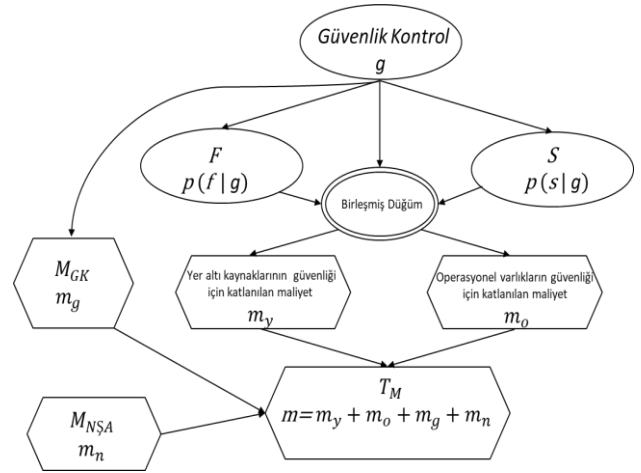 Güvenlik Kontrol
g
F
p(f | g)
S
p(s | g)
Birleşmiş Düğüm
M_GK
m_g
Yer altı kaynaklarının güvenliği
için katlanılan maliyet
m_y
Operasyonel varlıkların güvenliği
için katlanılan maliyet
m_o
T_M
m=m_y + m_o + m_g + m_n
M_NŞA
m_n